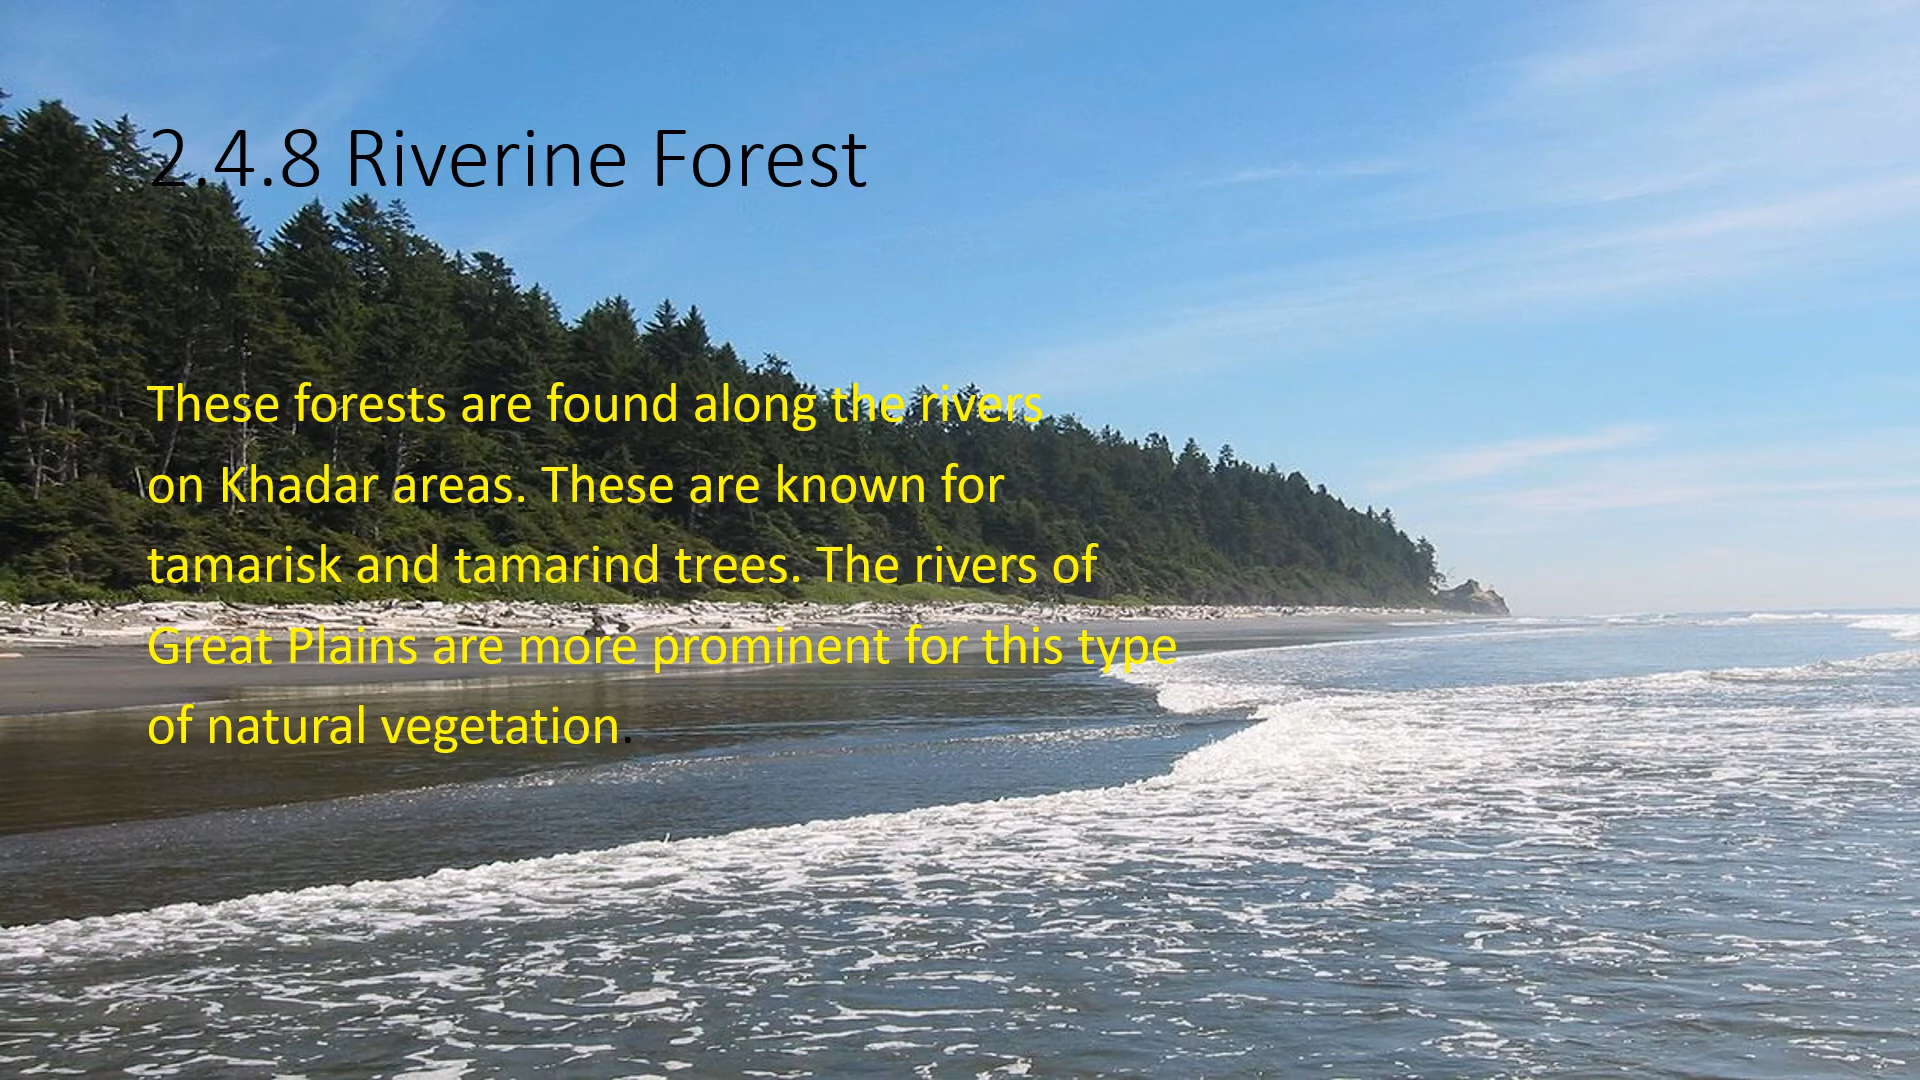 2.4.8 Riverine Forest
These forests are found along the rivers
on Khadar areas. These are known for
tamarisk and tamarind trees. The rivers of
Great Plains are more prominent for this type
of natural vegetation.